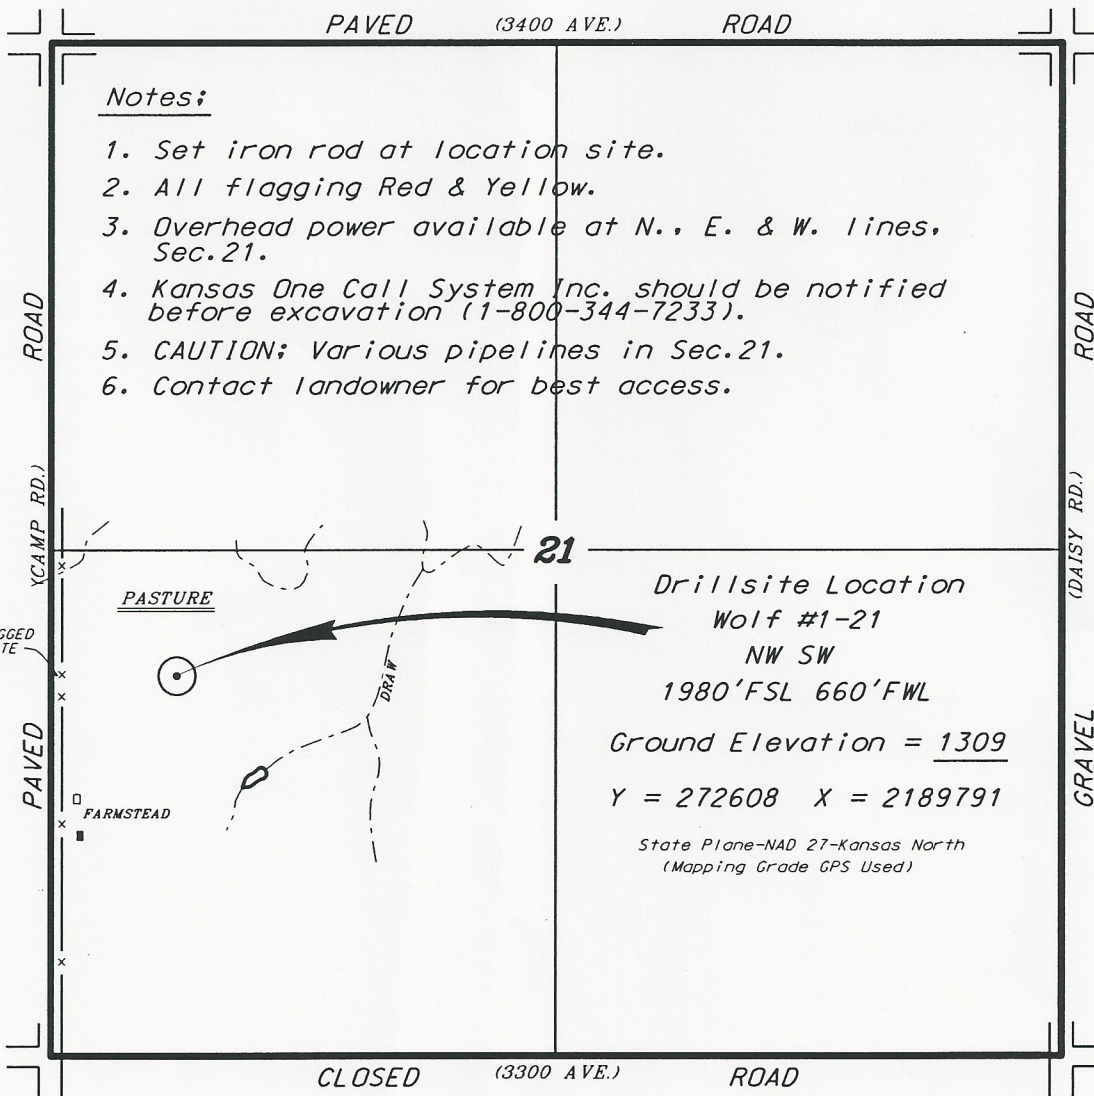 PAVED (3400 AVE.) ROAD
Notes:
1. Set iron rod at location site.
2. All flagging Red & Yellow.
3. Overhead power available at N., E. & W. lines,
Sec.21.
4. Kansas One Call System Inc. should be notified
before excavation (1-800-344-7233).
5. CAUTION: Various pipelines in Sec.21.
6. Contact landowner for best access.
ROAD
ROAD
CAMP RD.)
(DAISY RD.)
21
PASTURE
Drillsite Location
Wolf #1-21
NW SW
1980'FSL 660'FWL
DRAW
Ground Elevation = 1309
Y = 272608 X = 2189791
State Plane-NAD 27-Kansas North
(Mapping Grade GPS Used)
PAVED
GRAVEL
FARMSTEAD
CLOSED (3300 AVE.) ROAD